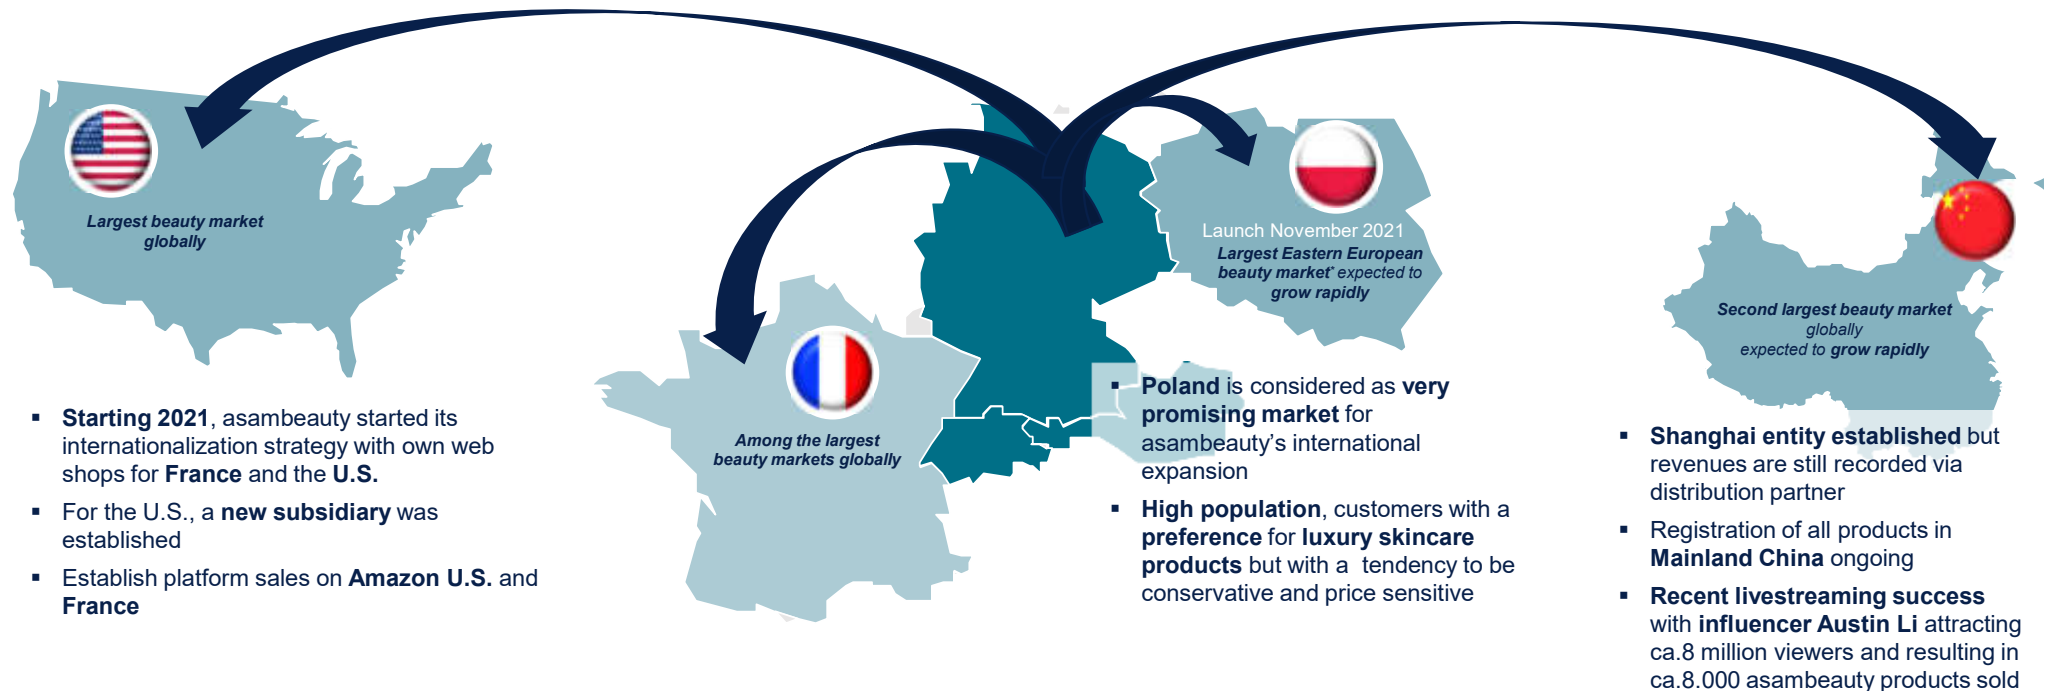 Largest beauty market
globally
▪ Starting 2021, asambeauty started its
internationalization strategy with own web
shops for France and the U.S.
▪ For the U.S., a new subsidiary was
established
▪ Establish platform sales on Amazon U.S. and
France
Among the largest
beauty markets globally
Launch November 2021
Largest Eastern European
beauty market* expected to
grow rapidly
▪ Poland is considered as very
promising market for
asambeauty’s international
expansion
▪ High population, customers with a
preference for luxury skincare
products but with a tendency to be
conservative and price sensitive
Second largest beauty market
globally
expected to grow rapidly
▪ Shanghai entity established but
revenues are still recorded via
distribution partner
▪ Registration of all products in
Mainland China ongoing
▪ Recent livestreaming success
with influencer Austin Li attracting
ca.8 million viewers and resulting in
ca.8.000 asambeauty products sold